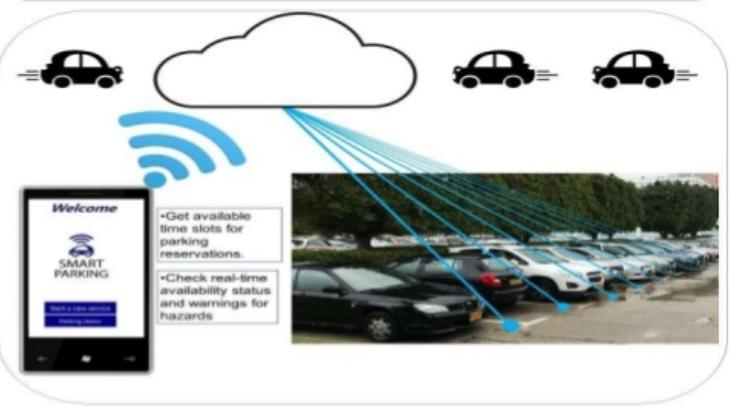 Welcome
SMART
PARKING
Start a new service
Parking status
•Get available
time slots for
parking
reservations.
•Check real-time
availability status
and warnings for
hazards